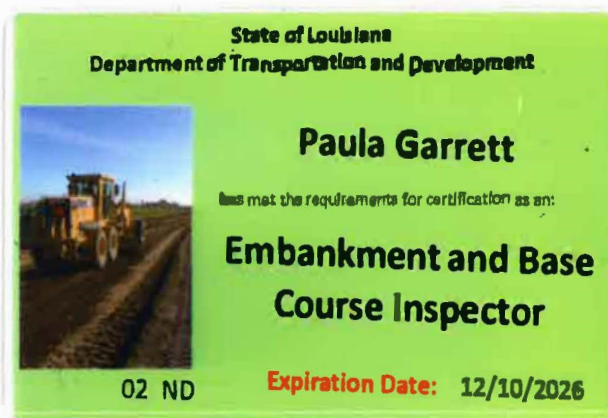 State of Louisiana
Department of Transportation and Development
Paula Garrett
has met the requirements for certification as an:
Embankment and Base
Course Inspector
02 ND
Expiration Date: 12/10/2026